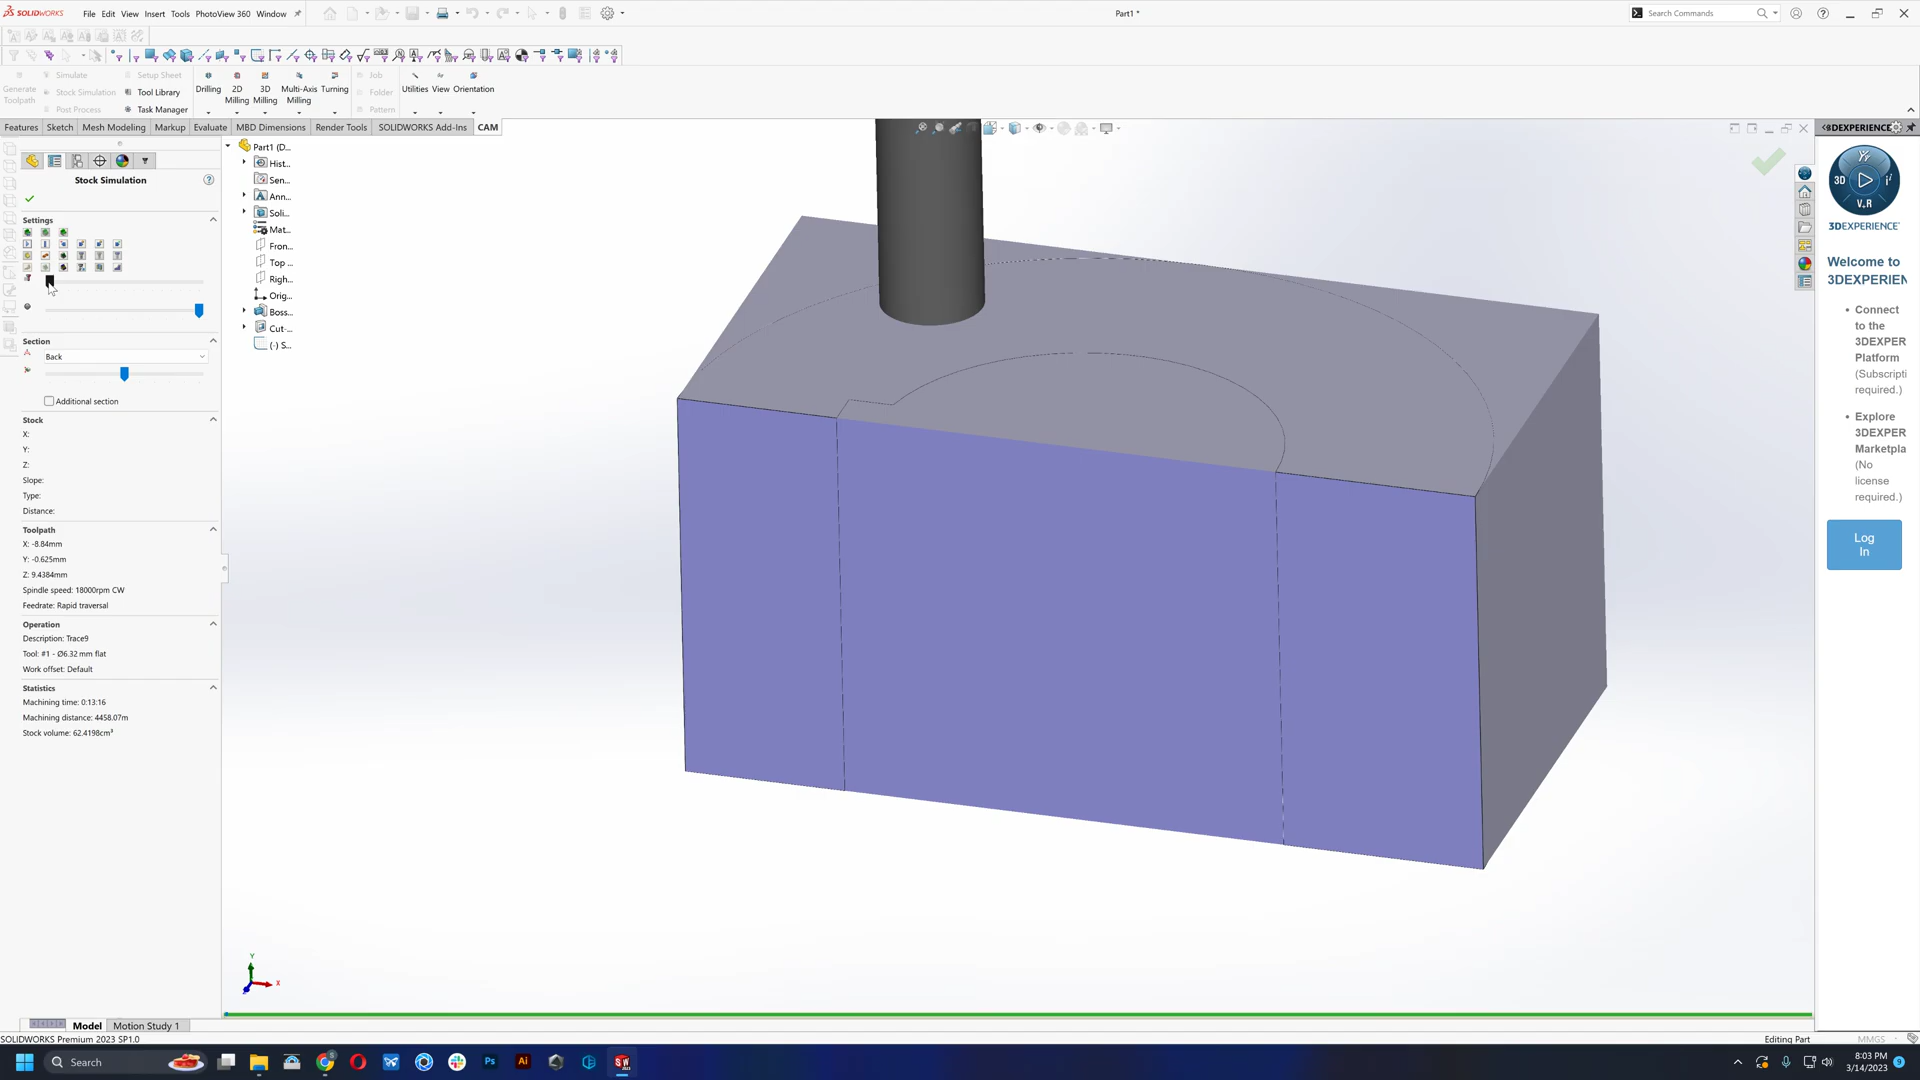 SOLIDWORKS File Edit View Insert Tools PhotoView 360 Window Part1 * Search Commands
Generate Toolpath
Simulate
Stock Simulation
Post Process
Setup Sheet
Tool Library
Task Manager
Drilling
2D Milling
3D Milling
Multi-Axis Milling
Turning
Job
Folder
Pattern
Utilities
View
Orientation
Features Sketch Mesh Modeling Markup Evaluate MBD Dimensions Render Tools SOLIDWORKS Add-Ins CAM
Stock Simulation
Settings
Section
Back
Additional section
Stock
X:
Y:
Z:
Slope:
Type:
Distance:
Toolpath
X: -8.84mm
Y: -0.625mm
Z: 9.4384mm
Spindle speed: 18000rpm CW
Feedrate: Rapid traversal
Operation
Description: Trace9
Tool: #1 - Ø6.32 mm flat
Work offset: Default
Statistics
Machining time: 0:13:16
Machining distance: 4458.07m
Stock volume: 62.4198cm³
Part1 (D...
Hist...
Sen...
Ann...
Soli...
Mat...
Fron...
Top ...
Righ...
Orig...
Boss...
Cut-...
(-) S...
3DEXPERIENCE
3D
V.R
3DEXPERIENCE
Welcome to
3DEXPERIEN
Connect
to the
3DEXPER
Platform
(Subscripti
required.)
Explore
3DEXPER
Marketpla
(No
license
required.)
Log
In
Y
X
Z
Model Motion Study 1
SOLIDWORKS Premium 2023 SP1.0 Editing Part MMGS
Search
Ps
Ai
SW
8:03 PM
3/14/2023
9